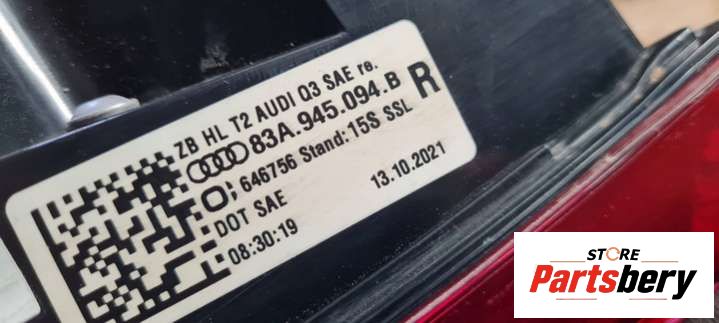 ZB HL T2 AUDI Q3 SAE re.
83A.945.094.B R
646756 Stand:15S SSL
DOT SAE 13.10.2021
08:30:19
STORE
Partsbery